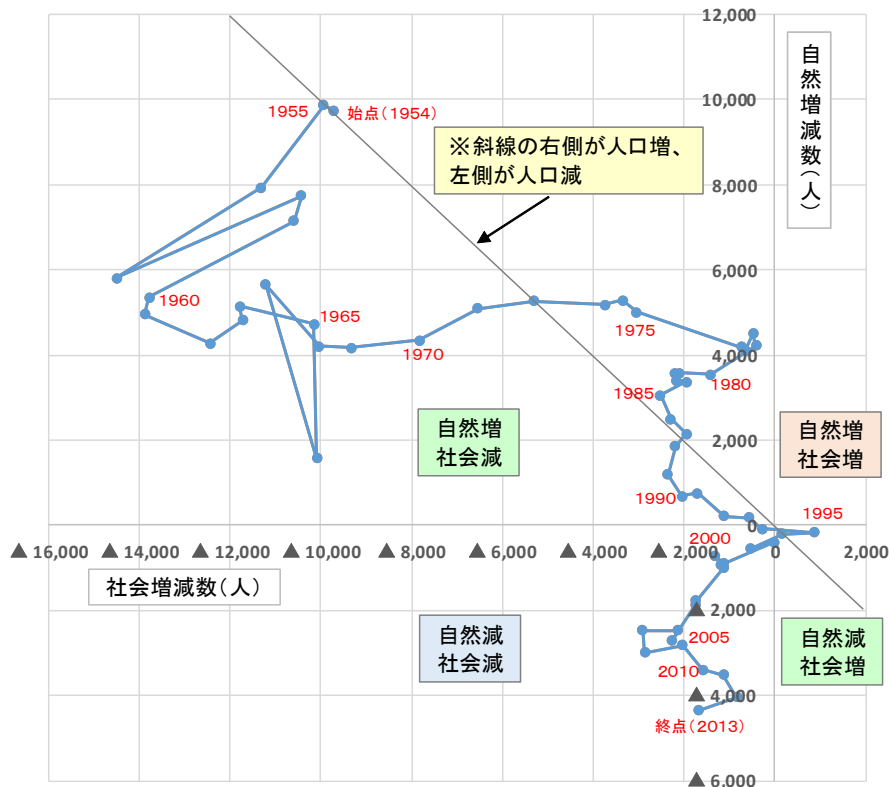 12,000
10,000
8,000
6,000
4,000
2,000
0
▲ 2,000
▲ 4,000
▲ 6,000
自然増減数(人)
1955
始点(1954)
※斜線の右側が人口増、
左側が人口減
1960
1965
1970
1975
1980
1985
自然増
社会減
自然増
社会増
1990
1995
2000
▲ 16,000
▲ 14,000
▲ 12,000
▲ 10,000
▲ 8,000
▲ 6,000
▲ 4,000
▲ 2,000
0
2,000
社会増減数(人)
自然減
社会減
2005
自然減
社会増
2010
終点(2013)